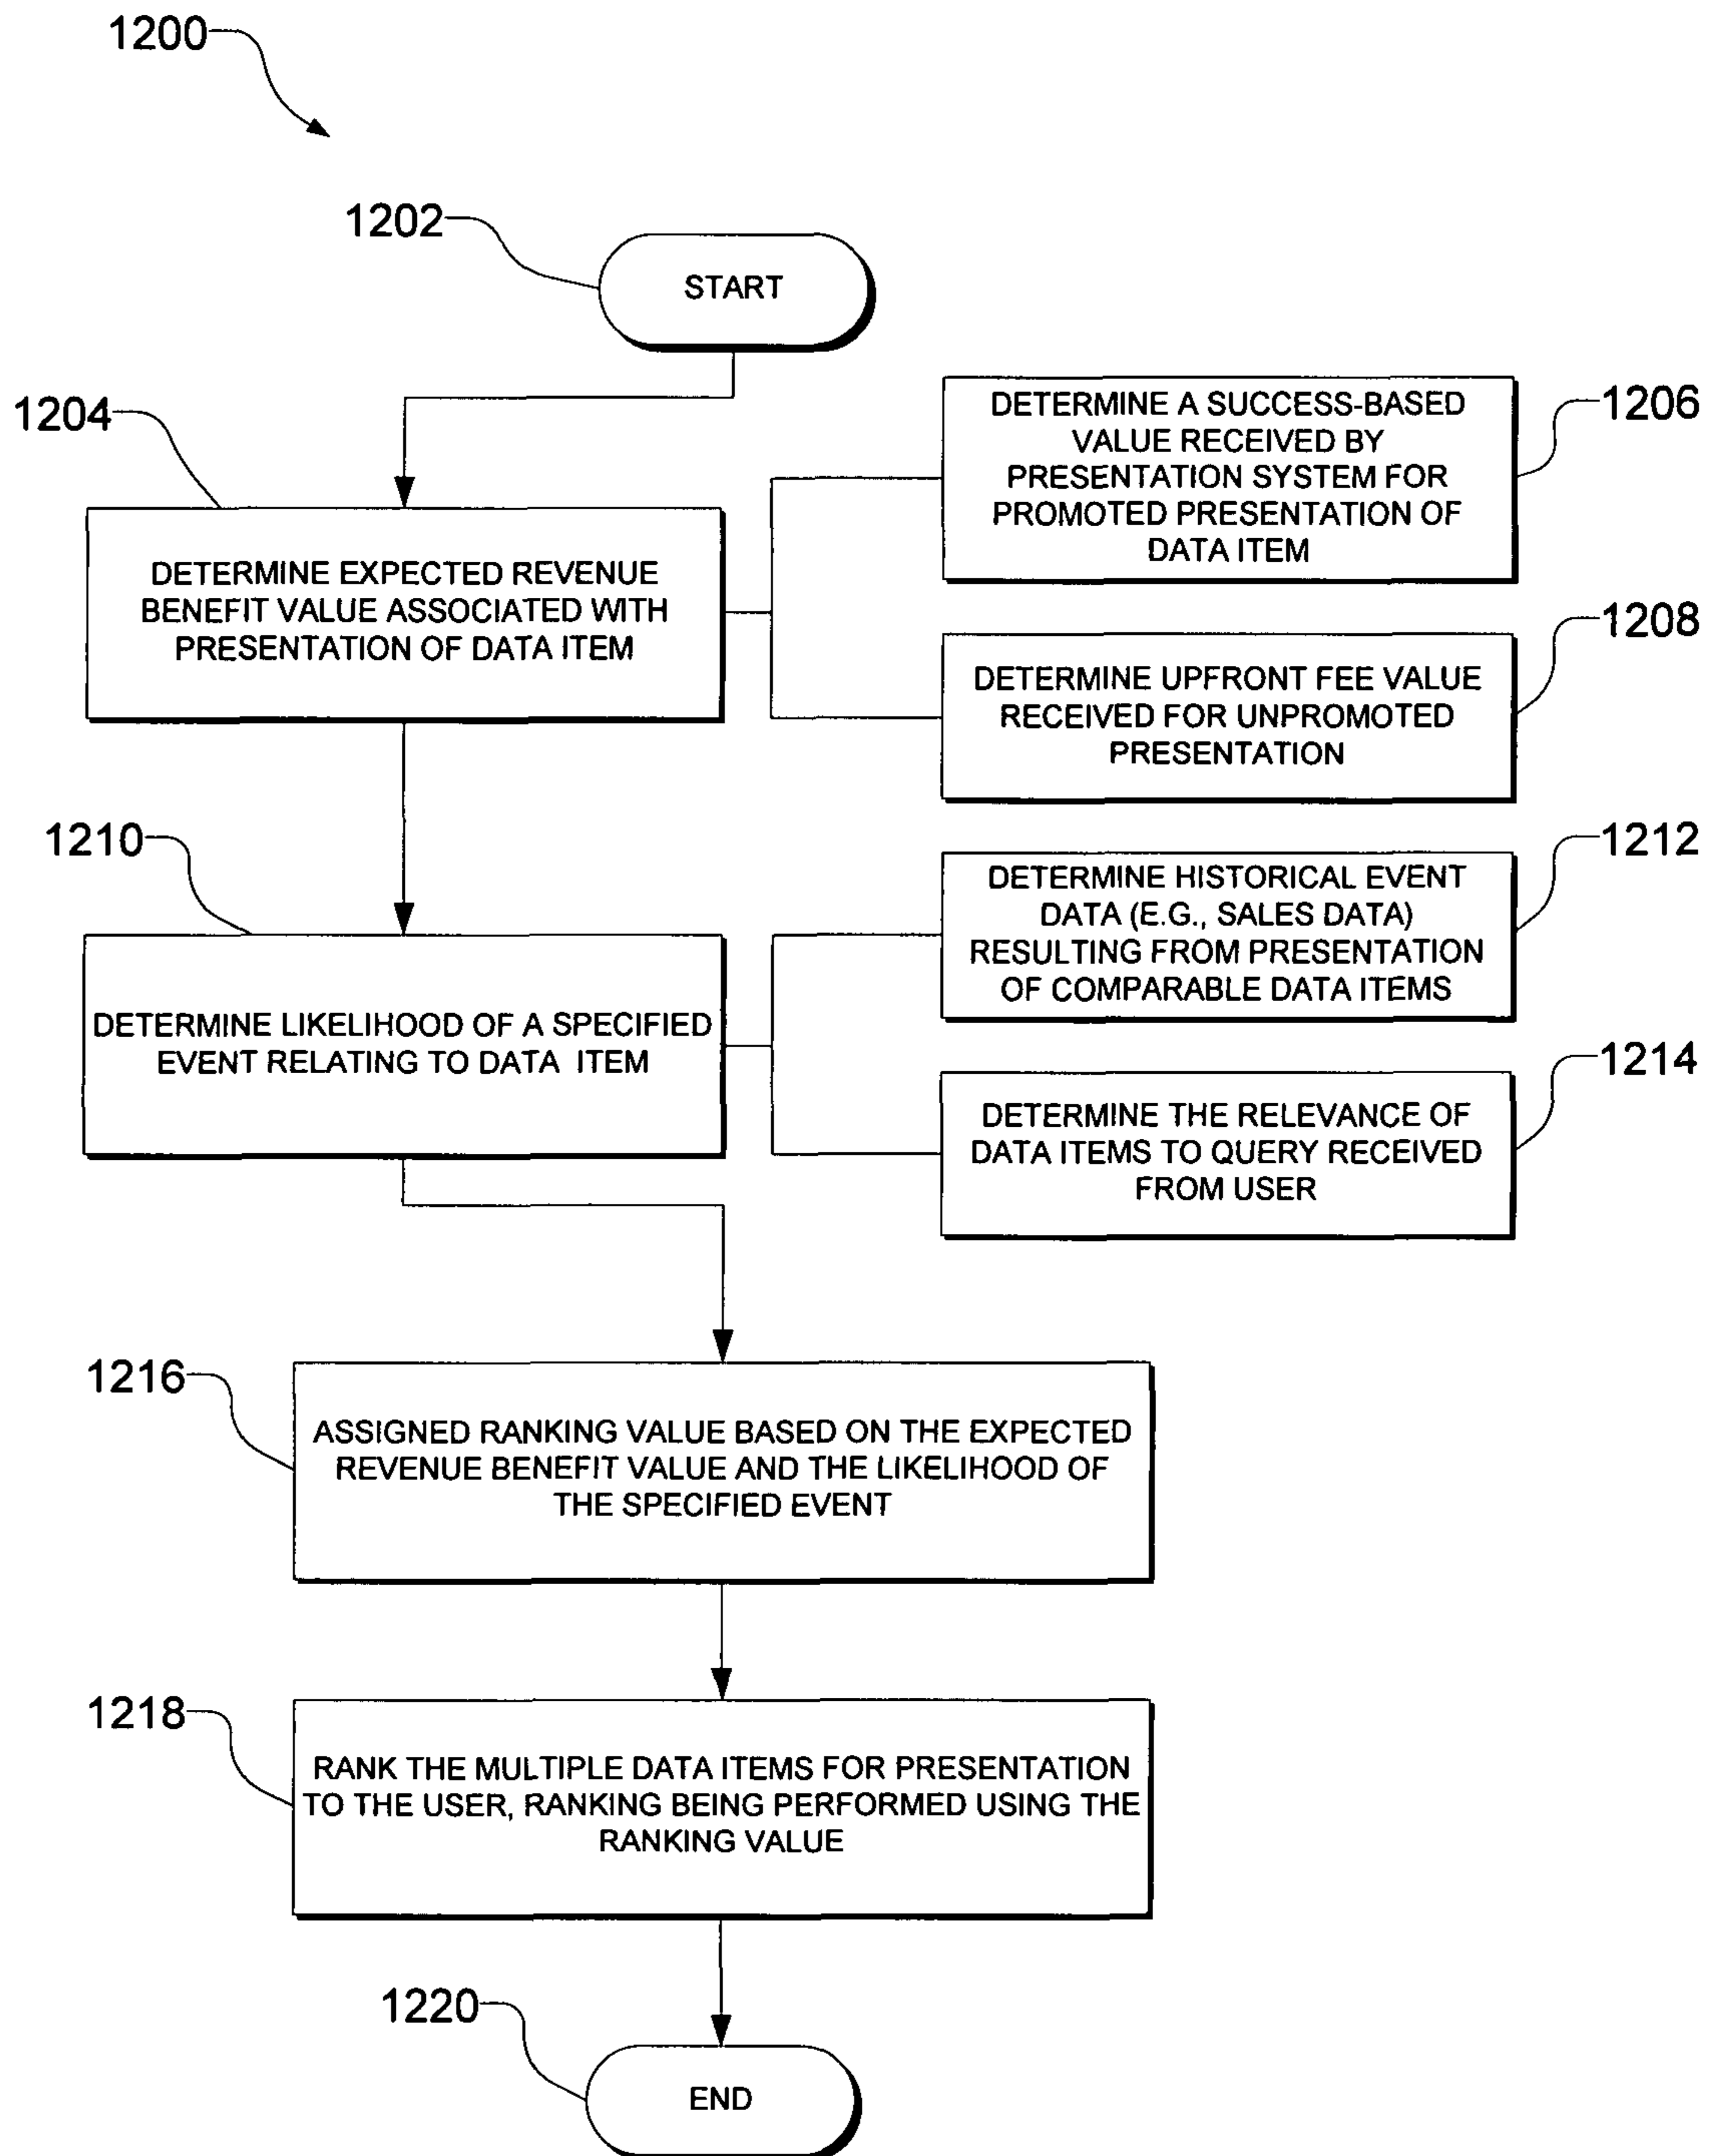 1200
1202
START
1204
DETERMINE EXPECTED REVENUE
BENEFIT VALUE ASSOCIATED WITH
PRESENTATION OF DATA ITEM
DETERMINE A SUCCESS-BASED
VALUE RECEIVED BY
PRESENTATION SYSTEM FOR
PROMOTED PRESENTATION OF
DATA ITEM
1206
DETERMINE UPFRONT FEE VALUE
RECEIVED FOR UNPROMOTED
PRESENTATION
1208
1210
DETERMINE LIKELIHOOD OF A SPECIFIED
EVENT RELATING TO DATA ITEM
DETERMINE HISTORICAL EVENT
DATA (E.G., SALES DATA)
RESULTING FROM PRESENTATION
OF COMPARABLE DATA ITEMS
1212
DETERMINE THE RELEVANCE OF
DATA ITEMS TO QUERY RECEIVED
FROM USER
1214
1216
ASSIGNED RANKING VALUE BASED ON THE EXPECTED
REVENUE BENEFIT VALUE AND THE LIKELIHOOD OF
THE SPECIFIED EVENT
1218
RANK THE MULTIPLE DATA ITEMS FOR PRESENTATION
TO THE USER, RANKING BEING PERFORMED USING THE
RANKING VALUE
1220
END